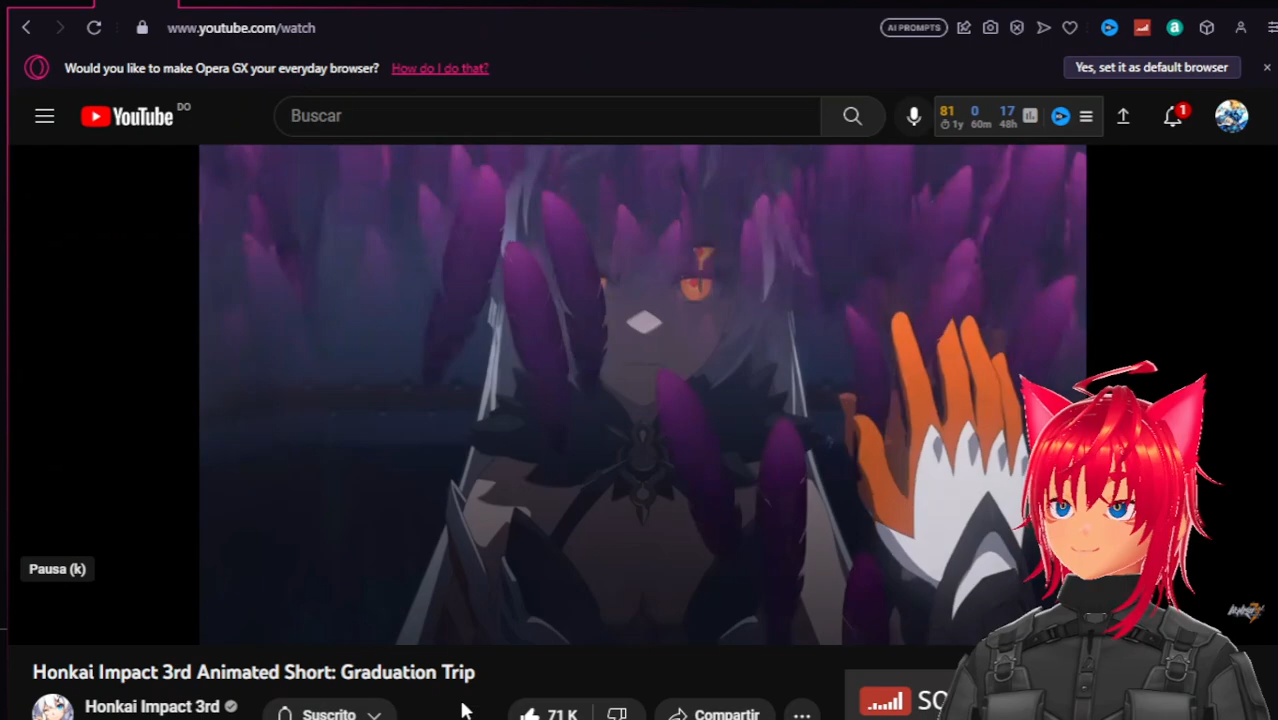 www.youtube.com/watch
AI PROMPTS
Would you like to make Opera GX your everyday browser? How do I do that?
Yes, set it as default browser
YouTube DO
Buscar
81 0 17
1y 60m 48h
1
Pausa (k)
Honkai Impact 3rd Animated Short: Graduation Trip
Honkai Impact 3rd
Suscrito
71 K
Compartir